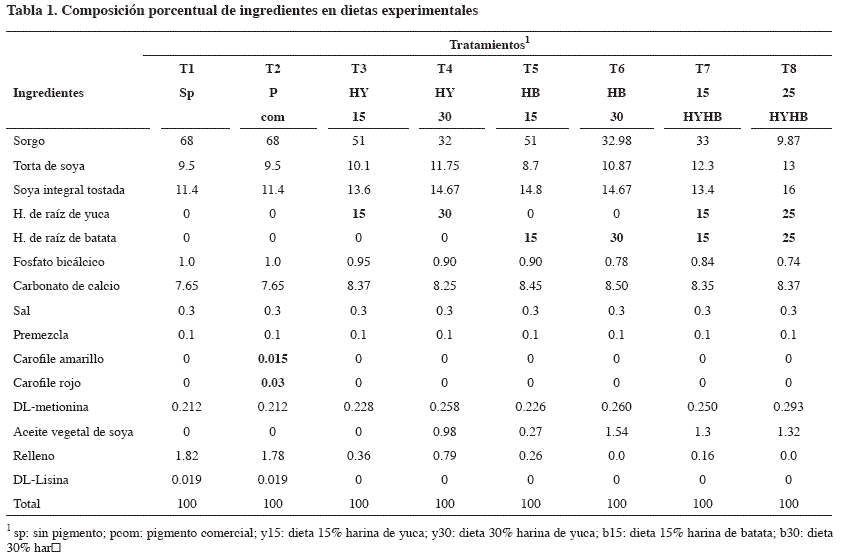 Tabla 1. Composición porcentual de ingredientes en dietas experimentales
Tratamientos1
T1 T2 T3 T4 T5 T6 T7 T8
Ingredientes Sp P HY HY HB HB 15 25
com 15 30 15 30 HYHB HYHB
Sorgo 68 68 51 32 51 32.98 33 9.87
Torta de soya 9.5 9.5 10.1 11.75 8.7 10.87 12.3 13
Soya integral tostada 11.4 11.4 13.6 14.67 14.8 14.67 13.4 16
H. de raíz de yuca 0 0 15 30 0 0 15 25
H. de raíz de batata 0 0 0 0 15 30 15 25
Fosfato bicálcico 1.0 1.0 0.95 0.90 0.90 0.78 0.84 0.74
Carbonato de calcio 7.65 7.65 8.37 8.25 8.45 8.50 8.35 8.37
Sal 0.3 0.3 0.3 0.3 0.3 0.3 0.3 0.3
Premezcla 0.1 0.1 0.1 0.1 0.1 0.1 0.1 0.1
Carofile amarillo 0 0.015 0 0 0 0 0 0
Carofile rojo 0 0.03 0 0 0 0 0 0
DL-metionina 0.212 0.212 0.228 0.258 0.226 0.260 0.250 0.293
Aceite vegetal de soya 0 0 0 0.98 0.27 1.54 1.3 1.32
Relleno 1.82 1.78 0.36 0.79 0.26 0.0 0.16 0.0
DL-Lisina 0.019 0.019 0 0 0 0 0 0
Total 100 100 100 100 100 100 100 100
1 sp: sin pigmento; pcom: pigmento comercial; y15: dieta 15% harina de yuca; y30: dieta 30% harina de yuca; b15: dieta 15% harina de batata; b30: dieta
30% har□